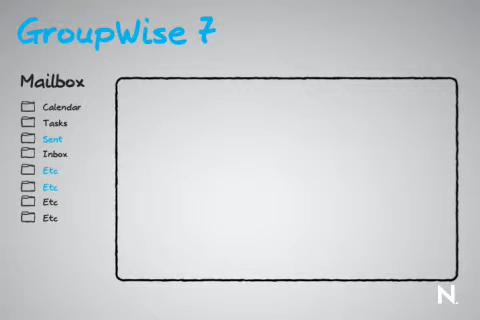 GroupWise 7
Mailbox
Calendar
Tasks
Sent
Inbox
Etc
Etc
Etc
Etc
N.